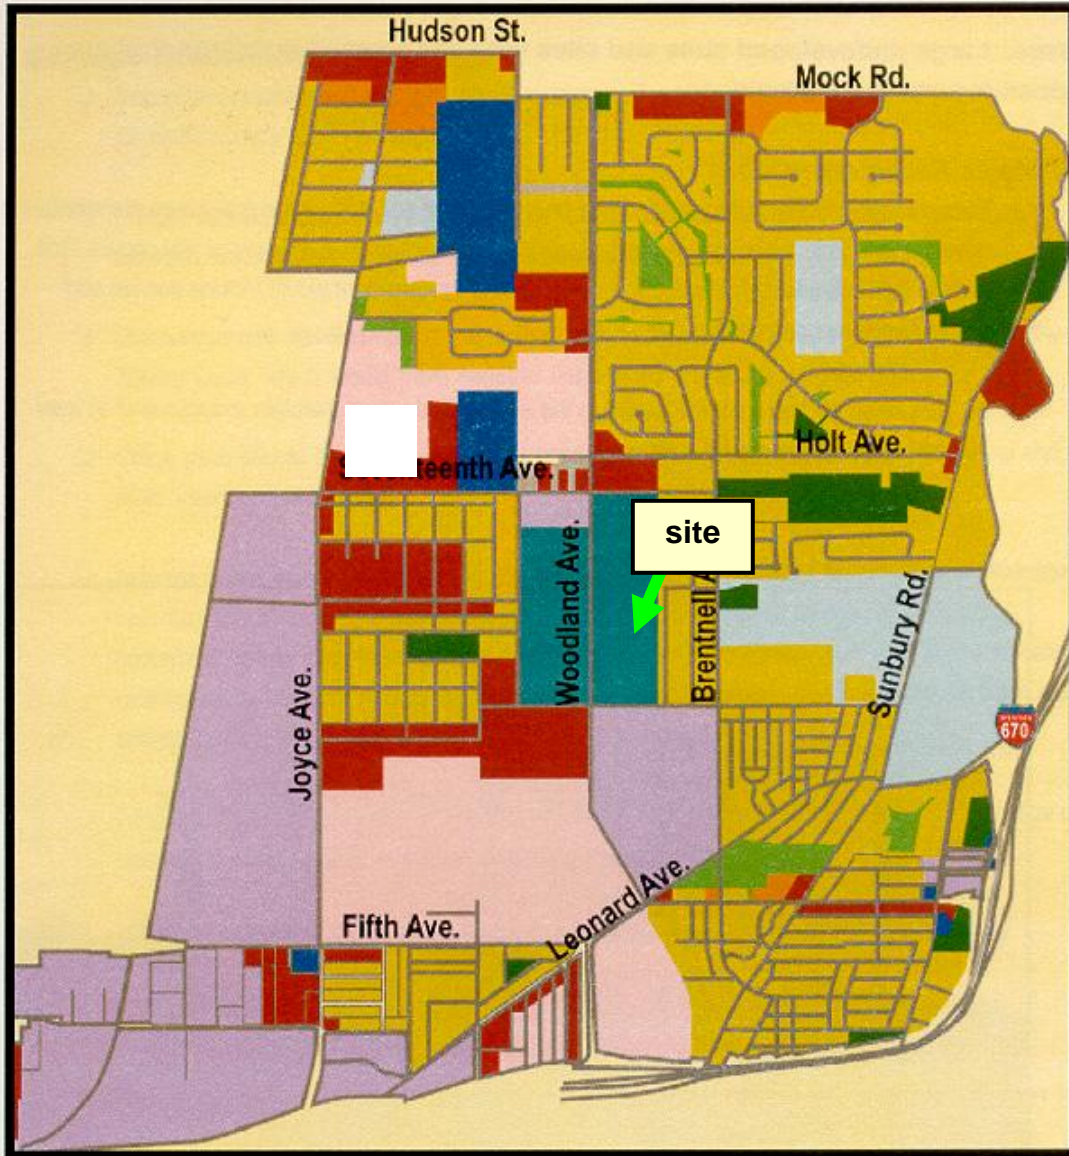 Hudson St.
Mock Rd.
Holt Ave.
teenth Ave.
site
Woodland Ave.
Brentnell A
Sunbury Rd.
Joyce Ave.
670
Leonard Ave.
Fifth Ave.